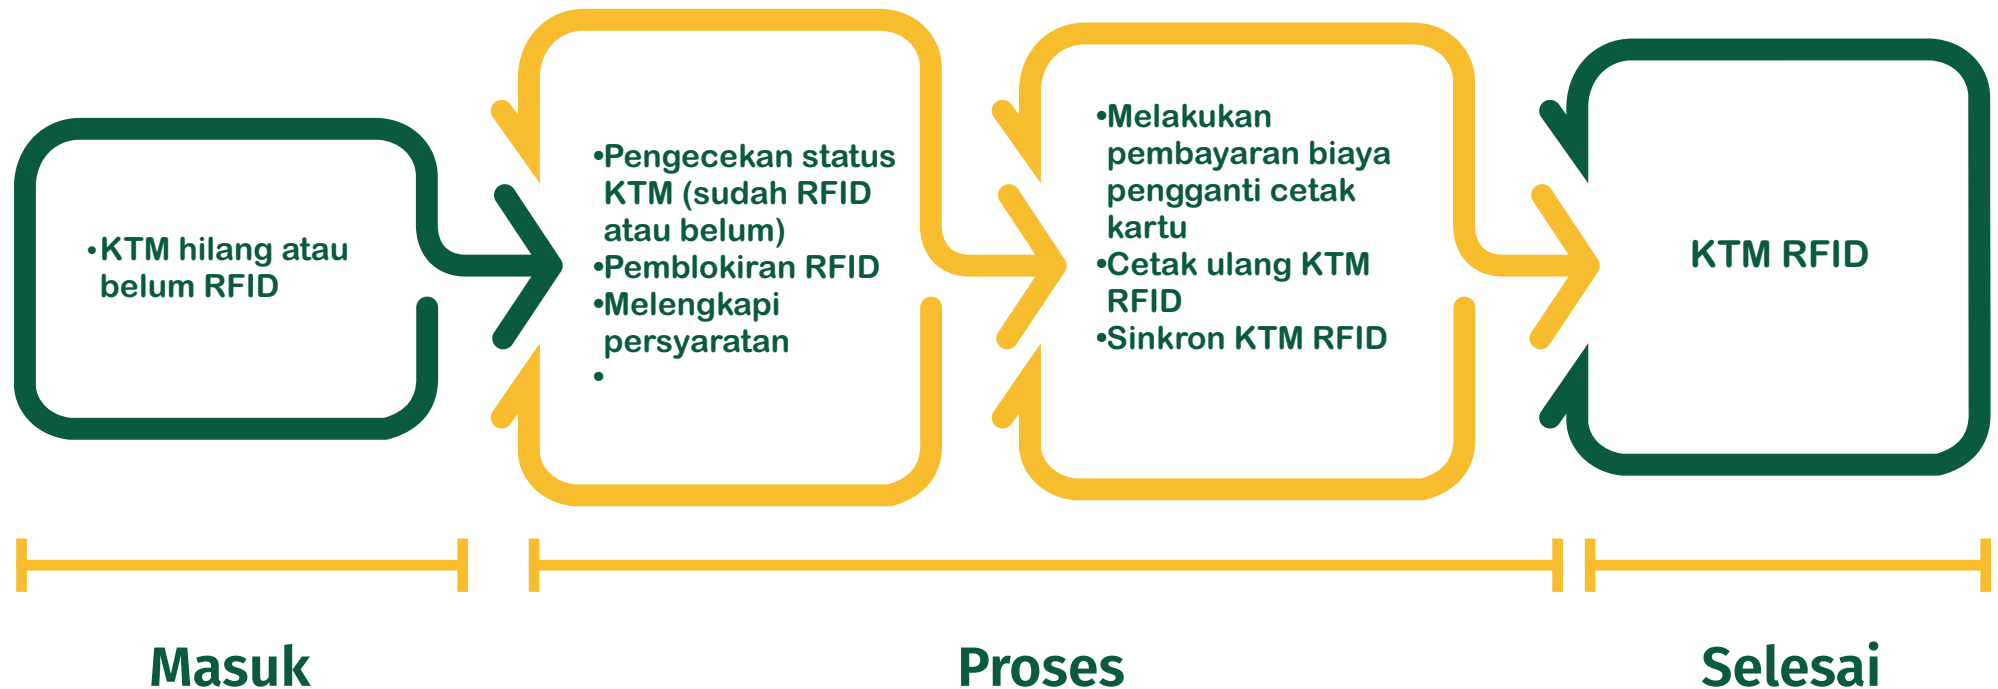 •KTM hilang atau
belum RFID
•Pengecekan status
KTM (sudah RFID
atau belum)
•Pemblokiran RFID
•Melengkapi
persyaratan
•
•Melakukan
pembayaran biaya
pengganti cetak
kartu
•Cetak ulang KTM
RFID
•Sinkron KTM RFID
KTM RFID
Masuk
Proses
Selesai